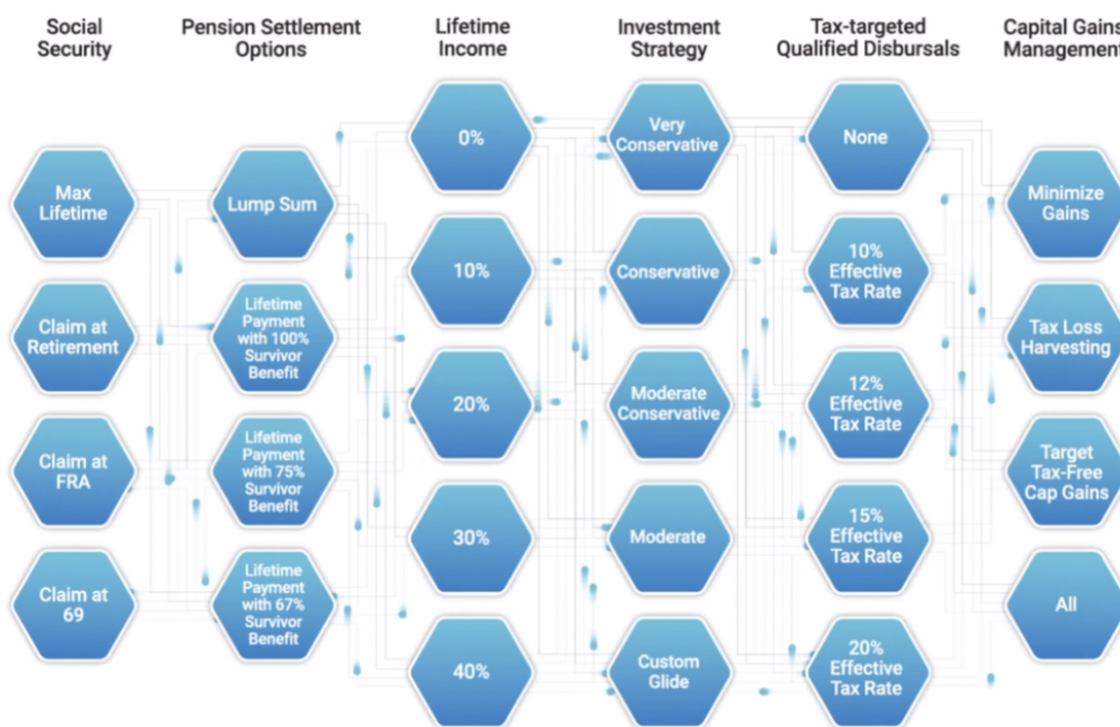 Social
Security
Pension Settlement
Options
Lifetime
Income
Investment
Strategy
Tax-targeted
Qualified Disbursals
Capital Gains
Management
Max
Lifetime
Claim at
Retirement
Claim at
FRA
Claim at
69
Lump Sum
Lifetime
Payment
with 100%
Survivor
Benefit
Lifetime
Payment
with 75%
Survivor
Benefit
Lifetime
Payment
with 67%
Survivor
Benefit
0%
10%
20%
30%
40%
Very
Conservative
Conservative
Moderate
Conservative
Moderate
Custom
Glide
None
10%
Effective
Tax Rate
12%
Effective
Tax Rate
15%
Effective
Tax Rate
20%
Effective
Tax Rate
Minimize
Gains
Tax Loss
Harvesting
Target
Tax-Free
Cap Gains
All